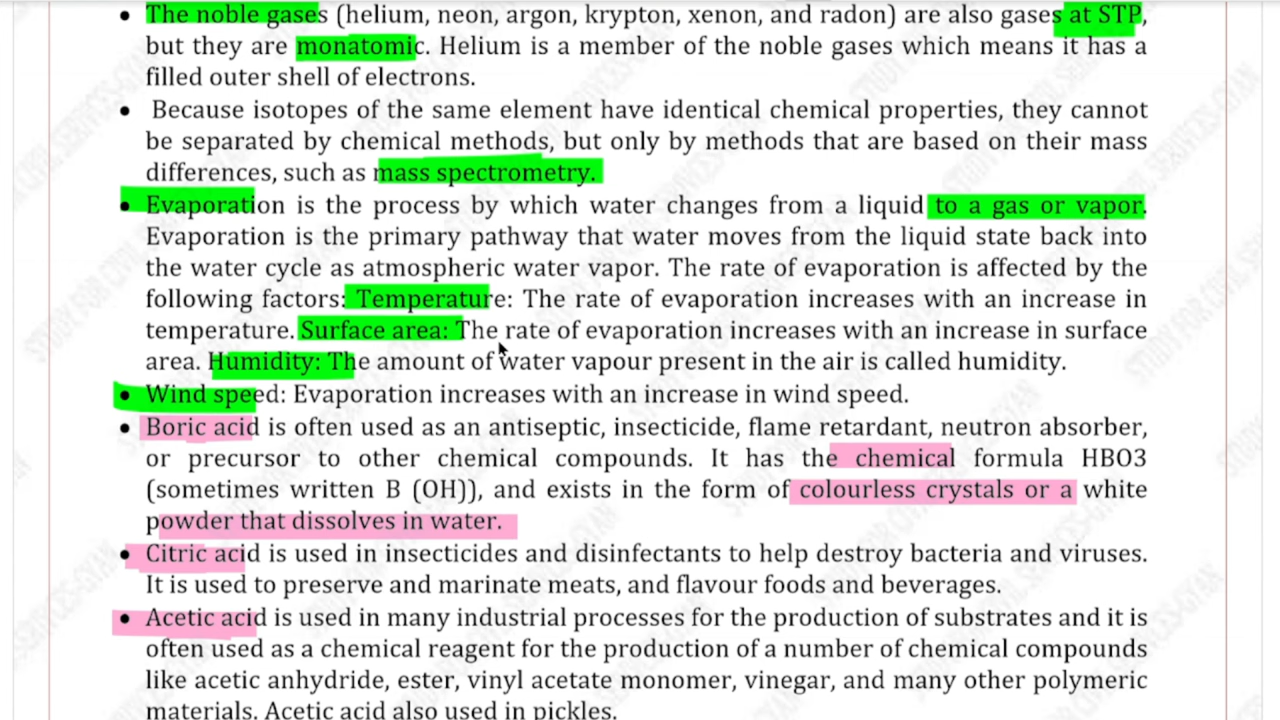 • The noble gases (helium, neon, argon, krypton, xenon, and radon) are also gases at STP,
but they are monatomic. Helium is a member of the noble gases which means it has a
filled outer shell of electrons.
• Because isotopes of the same element have identical chemical properties, they cannot
be separated by chemical methods, but only by methods that are based on their mass
differences, such as mass spectrometry.
• Evaporation is the process by which water changes from a liquid to a gas or vapor.
Evaporation is the primary pathway that water moves from the liquid state back into
the water cycle as atmospheric water vapor. The rate of evaporation is affected by the
following factors: Temperature: The rate of evaporation increases with an increase in
temperature. Surface area: The rate of evaporation increases with an increase in surface
area. Humidity: The amount of water vapour present in the air is called humidity.
• Wind speed: Evaporation increases with an increase in wind speed.
• Boric acid is often used as an antiseptic, insecticide, flame retardant, neutron absorber,
or precursor to other chemical compounds. It has the chemical formula HBO3
(sometimes written B (OH)), and exists in the form of colourless crystals or a white
powder that dissolves in water.
• Citric acid is used in insecticides and disinfectants to help destroy bacteria and viruses.
It is used to preserve and marinate meats, and flavour foods and beverages.
• Acetic acid is used in many industrial processes for the production of substrates and it is
often used as a chemical reagent for the production of a number of chemical compounds
like acetic anhydride, ester, vinyl acetate monomer, vinegar, and many other polymeric
materials. Acetic acid also used in pickles.